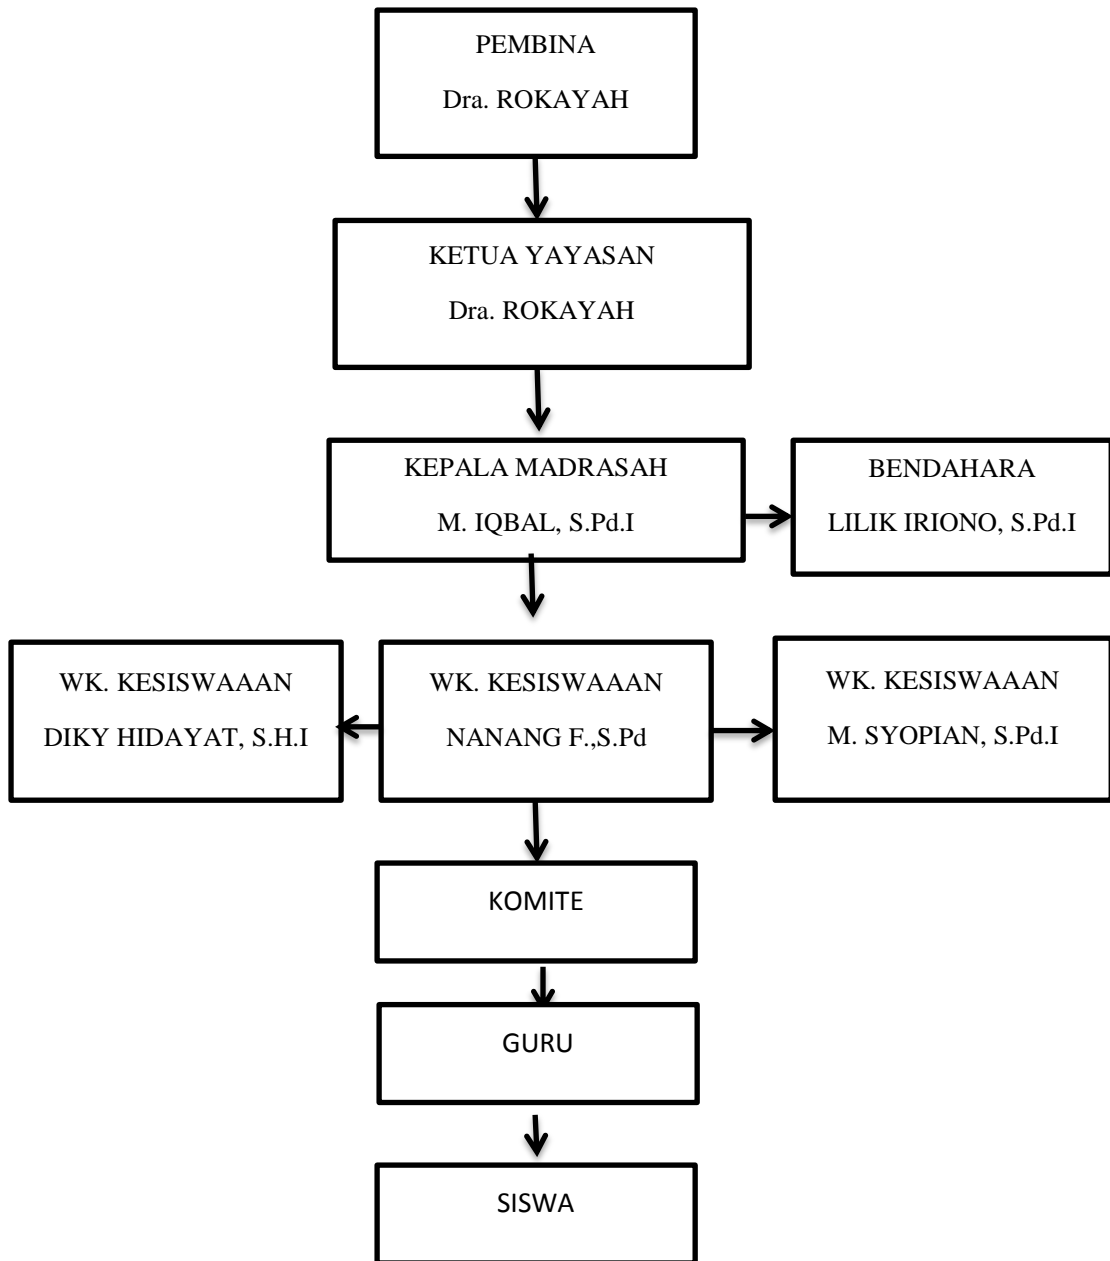 PEMBINA
Dra. ROKAYAH
KETUA YAYASAN
Dra. ROKAYAH
KEPALA MADRASAH
M. IQBAL, S.Pd.I
BENDAHARA
LILIK IRIONO, S.Pd.I
WK. KESISWAAAN
DIKY HIDAYAT, S.H.I
WK. KESISWAAAN
NANANG F.,S.Pd
WK. KESISWAAAN
M. SYOPIAN, S.Pd.I
KOMITE
GURU
SISWA